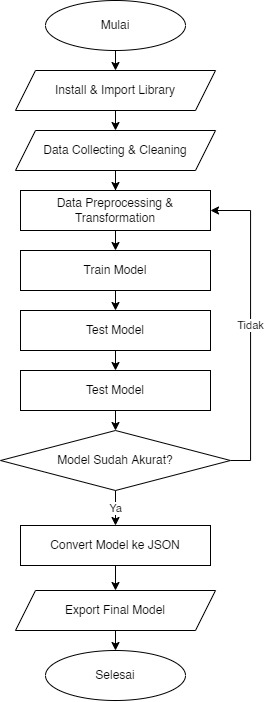 Mulai
Install & Import Library
Data Collecting & Cleaning
Data Preprocessing &
Transformation
Train Model
Tidak
Test Model
Test Model
Model Sudah Akurat?
Ya
Convert Model ke JSON
Export Final Model
Selesai